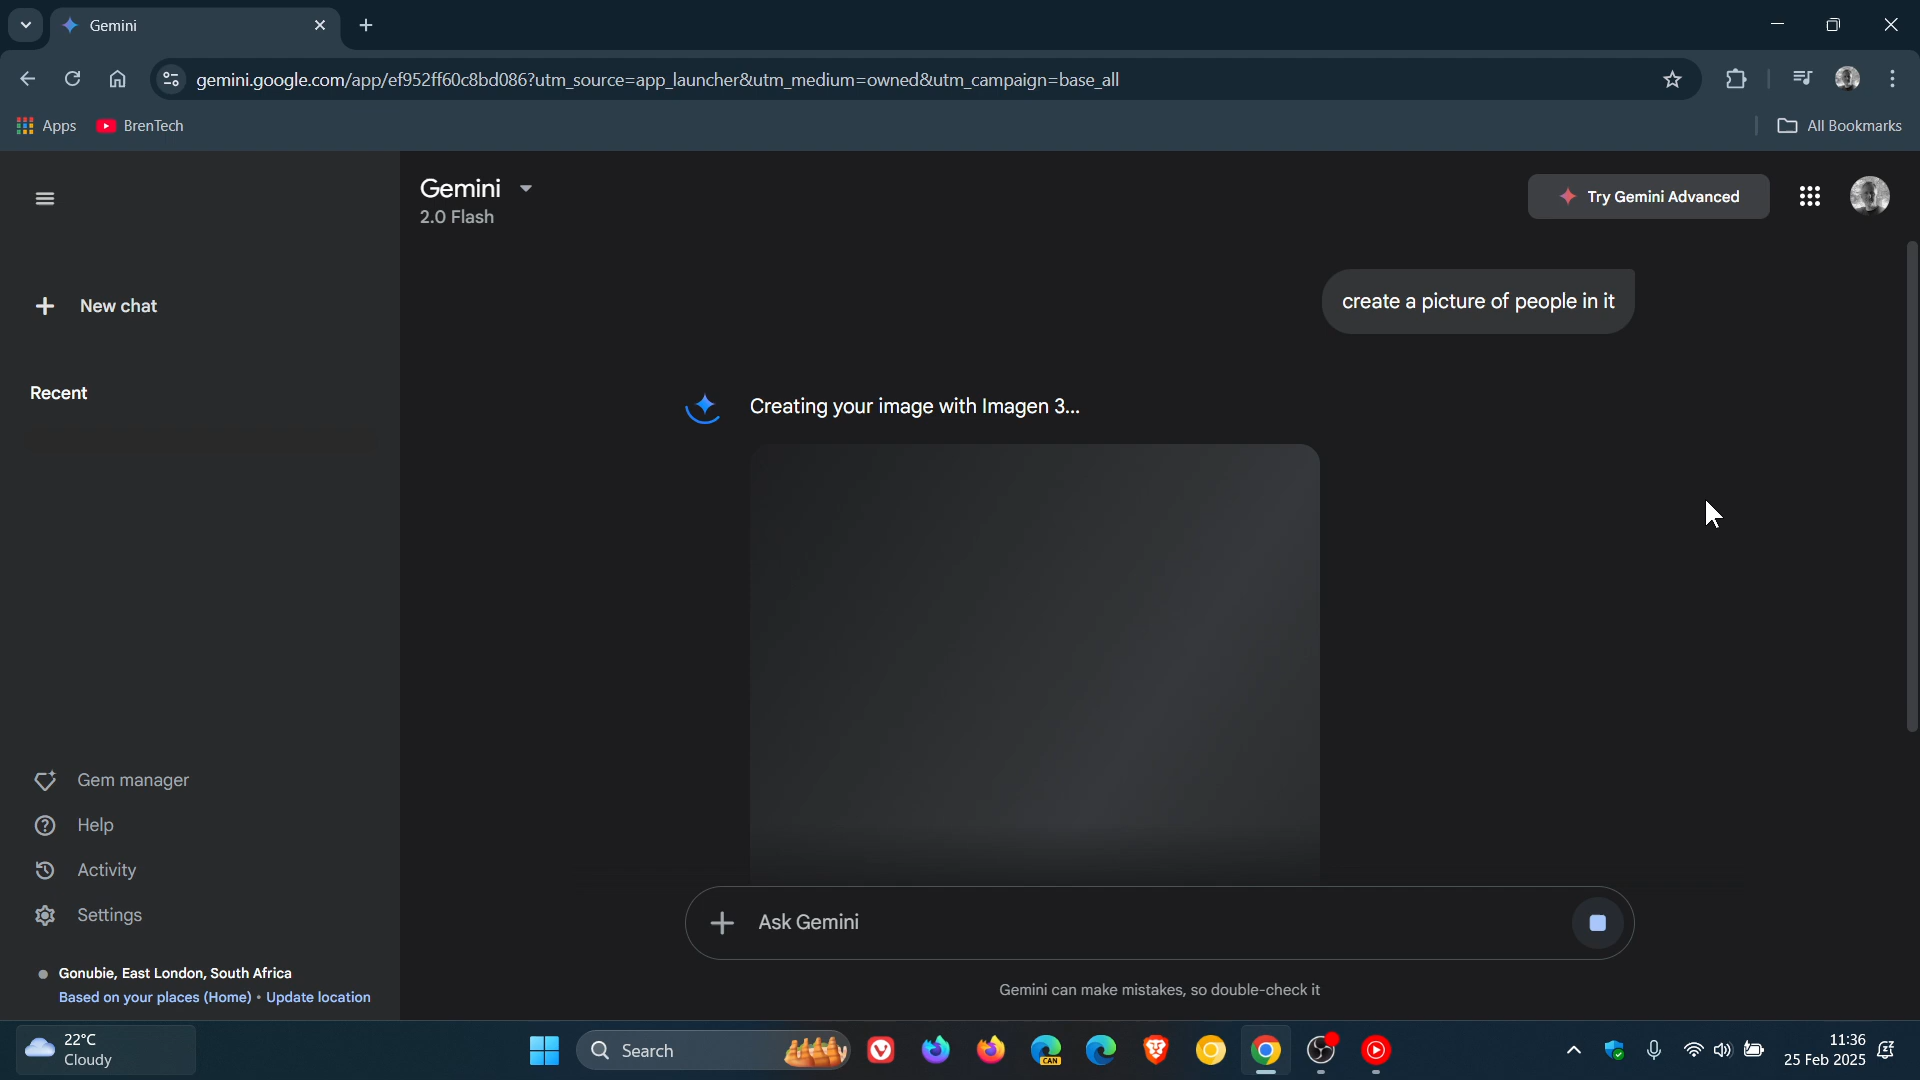 Gemini
gemini.google.com/app/ef952ff60c8bd086?utm_source=app_launcher&utm_medium=owned&utm_campaign=base_all
Apps
BrenTech
All Bookmarks
Gemini
2.0 Flash
Try Gemini Advanced
New chat
create a picture of people in it
Recent
Creating your image with Imagen 3...
Gem manager
Help
Activity
Settings
Ask Gemini
Gonubie, East London, South Africa
Based on your places (Home) • Update location
Gemini can make mistakes, so double-check it
22°C
Cloudy
Search
CAN
11:36
25 Feb 2025